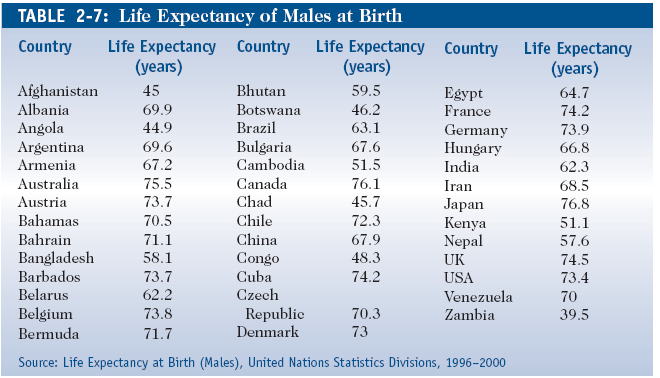 TABLE 2-7: Life Expectancy of Males at Birth
Country Life Expectancy (years) Country Life Expectancy (years) Country Life Expectancy (years)
Afghanistan 45 Bhutan 59.5 Egypt 64.7
Albania 69.9 Botswana 46.2 France 74.2
Angola 44.9 Brazil 63.1 Germany 73.9
Argentina 69.6 Bulgaria 67.6 Hungary 66.8
Armenia 67.2 Cambodia 51.5 India 62.3
Australia 75.5 Canada 76.1 Iran 68.5
Austria 73.7 Chad 45.7 Japan 76.8
Bahamas 70.5 Chile 72.3 Kenya 51.1
Bahrain 71.1 China 67.9 Nepal 57.6
Bangladesh 58.1 Congo 48.3 UK 74.5
Barbados 73.7 Cuba 74.2 USA 73.4
Belarus 62.2 Czech Venezuela 70
Belgium 73.8 Republic 70.3 Zambia 39.5
Bermuda 71.7 Denmark 73
Source: Life Expectancy at Birth (Males), United Nations Statistics Divisions, 1996–2000